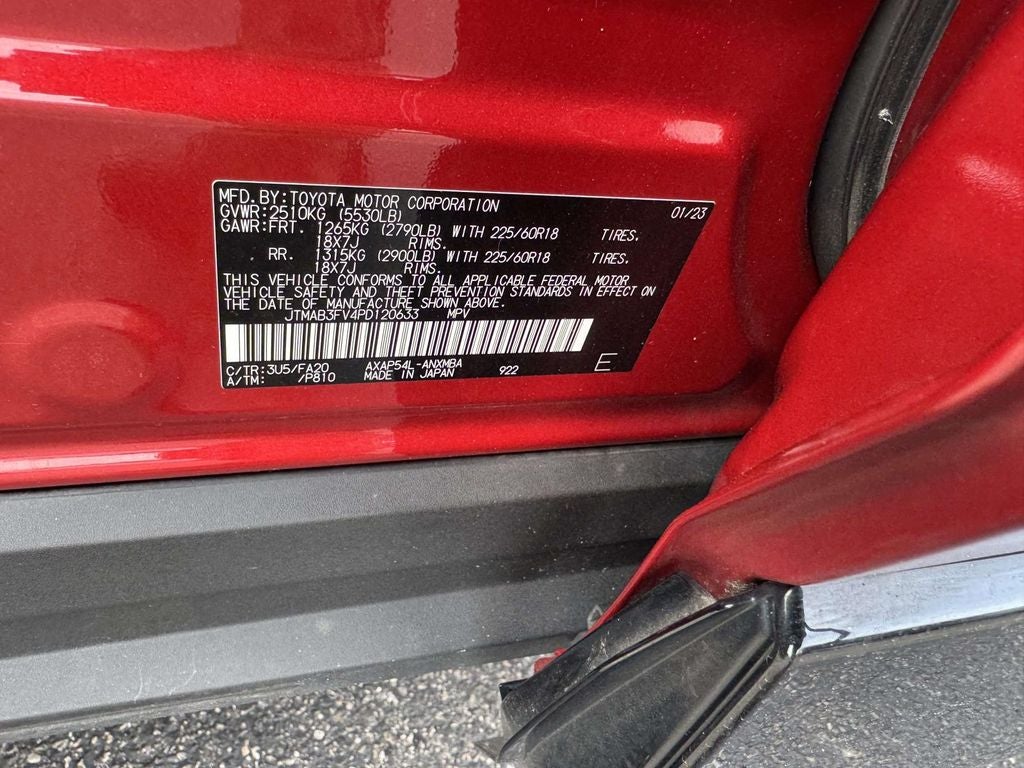 MFD.BY:TOYOTA MOTOR CORPORATION 01/23
GVWR:2510KG (5530LB)
GAWR:FRT. 1265KG (2790LB) WITH 225/60R18 TIRES,
18X7J RIMS.
RR. 1315KG (2900LB) WITH 225/60R18 TIRES,
18X7J RIMS.
THIS VEHICLE CONFORMS TO ALL APPLICABLE FEDERAL MOTOR
VEHICLE SAFETY AND THEFT PREVENTION STANDARDS IN EFFECT ON
THE DATE OF MANUFACTURE SHOWN ABOVE.
JTMAB3FV4PD120633 MPV
C/TR:3U5/FA20 AXAP54L-ANXMBA
A/TM: /P810 MADE IN JAPAN 922 E